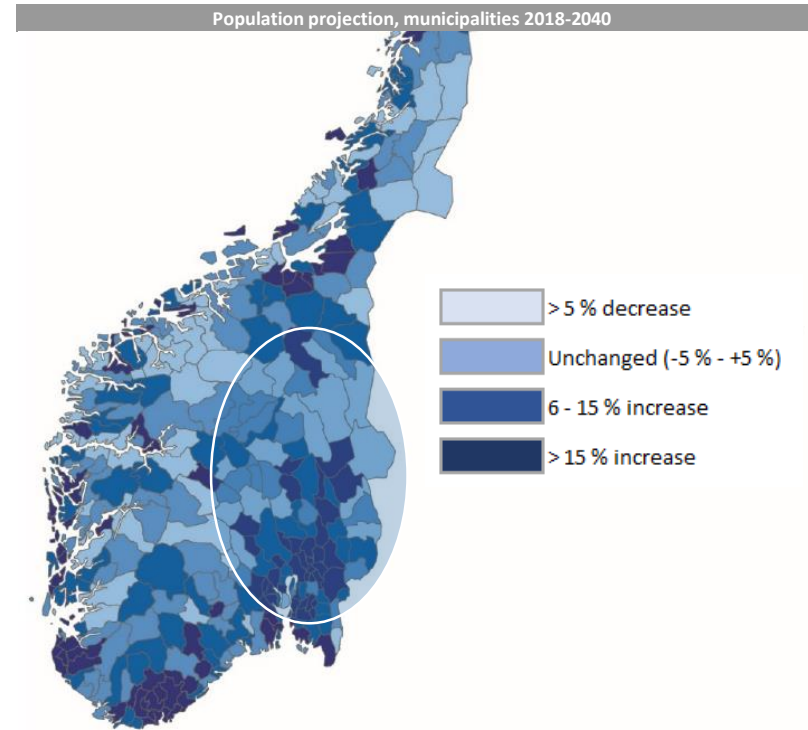 Population projection, municipalities 2018-2040
> 5 % decrease
Unchanged (-5 % - +5 %)
6 - 15 % increase
> 15 % increase